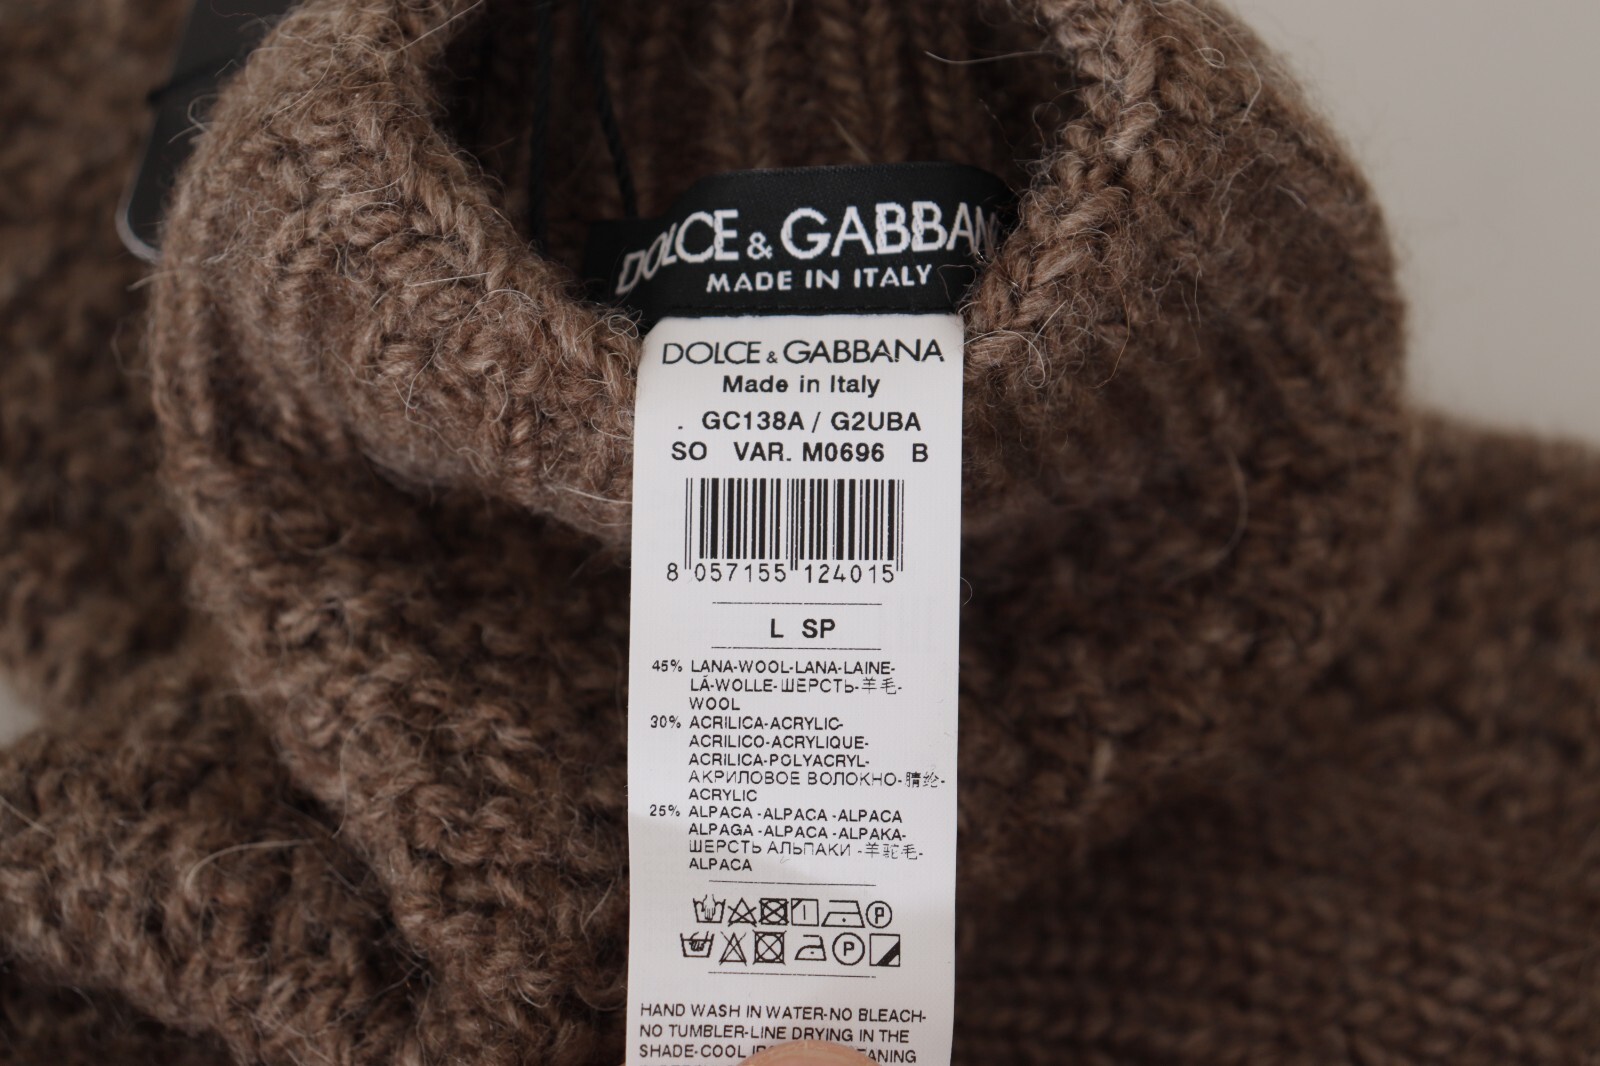 DOLCE & GABBAN
MADE IN ITALY
DOLCE & GABBANA
Made in Italy
. GC138A / G2UBA
SO VAR. M0696 B
8 057155 124015
L SP
45% LANA-WOOL-LANA-LAINE-
LÃ-WOLLE-ШЕРСТЬ-羊毛-
WOOL
30% ACRILICA-ACRYLIC-
ACRILICO-ACRYLIQUE-
ACRILICA-POLYACRYL-
АКРИЛОВОЕ ВОЛОКНО-腈纶-
ACRYLIC
25% ALPACA -ALPACA -ALPACA
ALPAGA -ALPACA -ALPAKA-
ШЕРСТЬ АЛЬПАКИ -羊驼毛-
ALPACA
P
P
HAND WASH IN WATER-NO BLEACH-
NO TUMBLER-LINE DRYING IN THE
SHADE-COOL